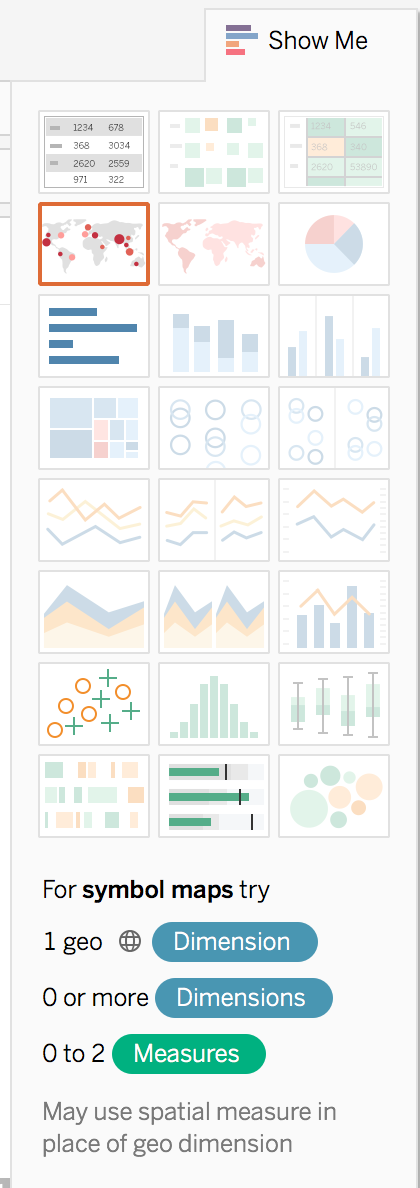 Show Me
1234 678
368 3034
2620 2559
971 322
1234 546
368 340
2620 53890
For symbol maps try
1 geo Dimension
0 or more Dimensions
0 to 2 Measures
May use spatial measure in
place of geo dimension